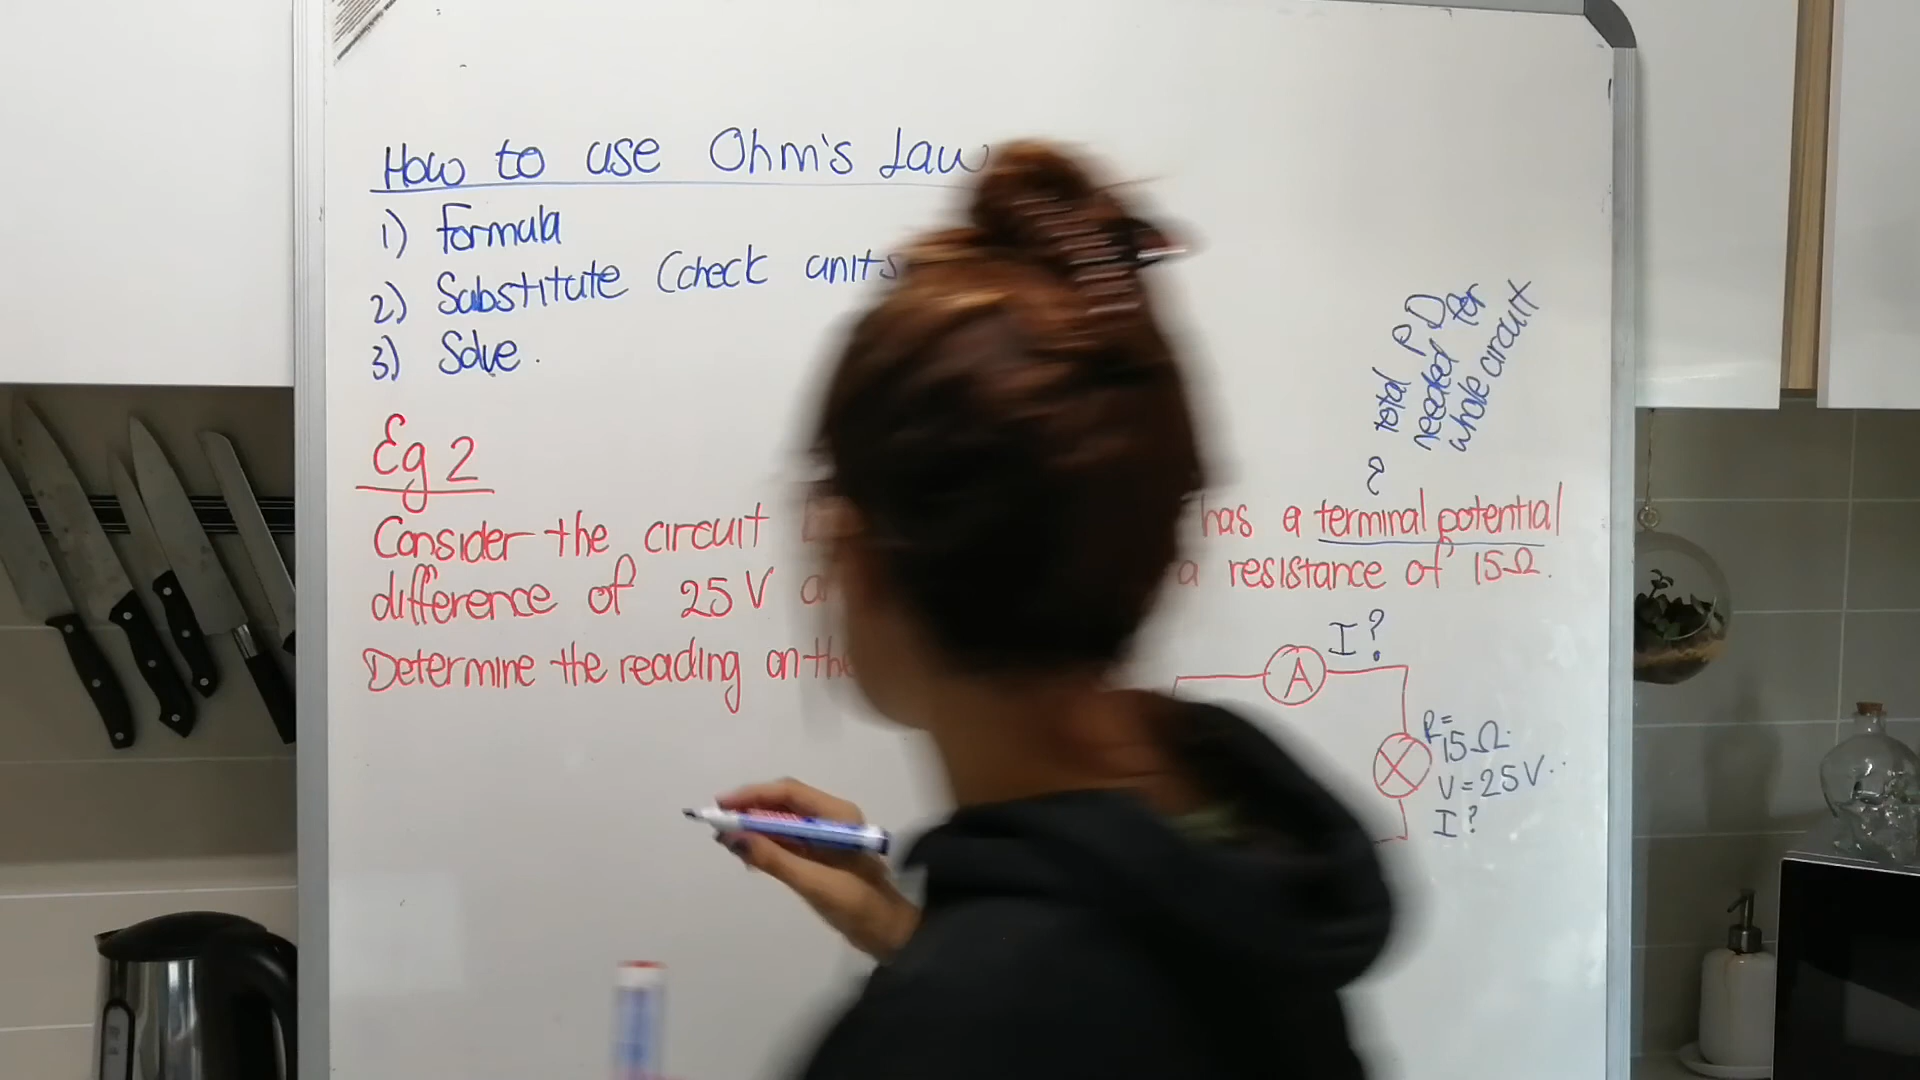 How to use Ohm's Law
1) Formula
2) Substitute (check units
3) Solve.
Eg 2
Consider the circuit has a terminal potential
difference of 25 V a resistance of 15Ω.
Determine the reading on the
total PD
needed for
whole circuit
I?
A
R=
15Ω.
V=25V..
I?